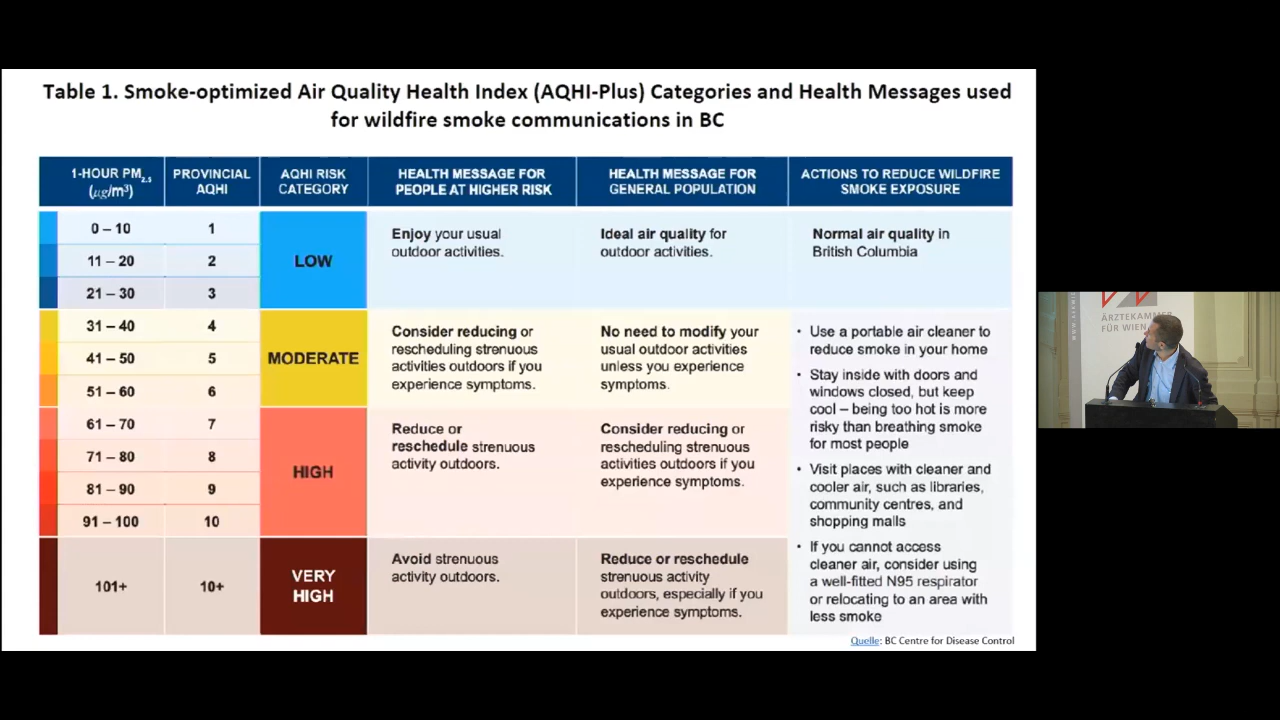 Table 1. Smoke-optimized Air Quality Health Index (AQHI-Plus) Categories and Health Messages used
for wildfire smoke communications in BC
1-HOUR PM2.5
(µg/m³)
PROVINCIAL
AQHI
AQHI RISK
CATEGORY
HEALTH MESSAGE FOR
PEOPLE AT HIGHER RISK
HEALTH MESSAGE FOR
GENERAL POPULATION
ACTIONS TO REDUCE WILDFIRE
SMOKE EXPOSURE
0 – 10
1
11 – 20
2
21 – 30
3
LOW
Enjoy your usual
outdoor activities.
Ideal air quality for
outdoor activities.
Normal air quality in
British Columbia
31 – 40
4
41 – 50
5
51 – 60
6
MODERATE
Consider reducing or
rescheduling strenuous
activities outdoors if you
experience symptoms.
No need to modify your
usual outdoor activities
unless you experience
symptoms.
61 – 70
7
71 – 80
8
81 – 90
9
91 – 100
10
HIGH
Reduce or
reschedule strenuous
activity outdoors.
Consider reducing or
rescheduling strenuous
activities outdoors if you
experience symptoms.
101+
10+
VERY
HIGH
Avoid strenuous
activity outdoors.
Reduce or reschedule
strenuous activity
outdoors, especially if you
experience symptoms.
• Use a portable air cleaner to
reduce smoke in your home
• Stay inside with doors and
windows closed, but keep
cool – being too hot is more
risky than breathing smoke
for most people
• Visit places with cleaner and
cooler air, such as libraries,
community centres, and
shopping malls
• If you cannot access
cleaner air, consider using
a well-fitted N95 respirator
or relocating to an area with
less smoke
Quelle: BC Centre for Disease Control
ÄRZTEKAMMER
FÜR WIEN